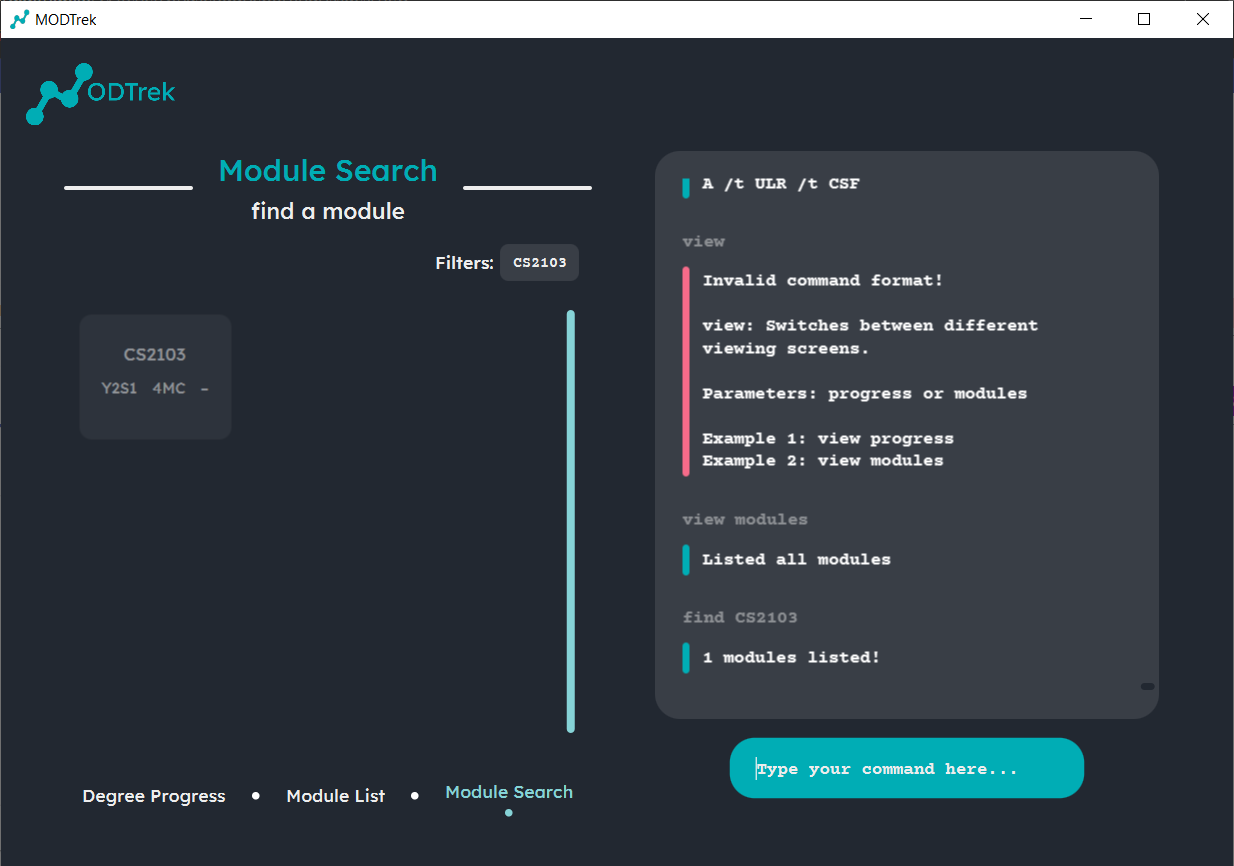 MODTrek
ODTrek
Module Search
find a module
Filters: CS2103
CS2103
Y2S1 4MC -
Degree Progress • Module List • Module Search
A /t ULR /t CSF
view
Invalid command format!
view: Switches between different
viewing screens.
Parameters: progress or modules
Example 1: view progress
Example 2: view modules
view modules
Listed all modules
find CS2103
1 modules listed!
Type your command here...